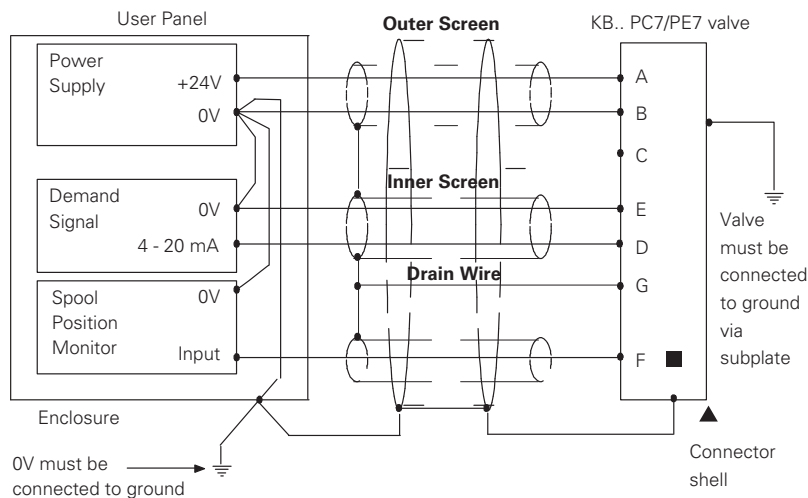 User Panel
Outer Screen
KB.. PC7/PE7 valve
Power
Supply
+24V
0V
A
B
C
Inner Screen
Demand
Signal
0V
4 - 20 mA
E
D
Drain Wire
G
Spool
Position
Monitor
0V
Input
F
Valve
must be
connected
to ground
via
subplate
Enclosure
0V must be
connected to ground
Connector
shell